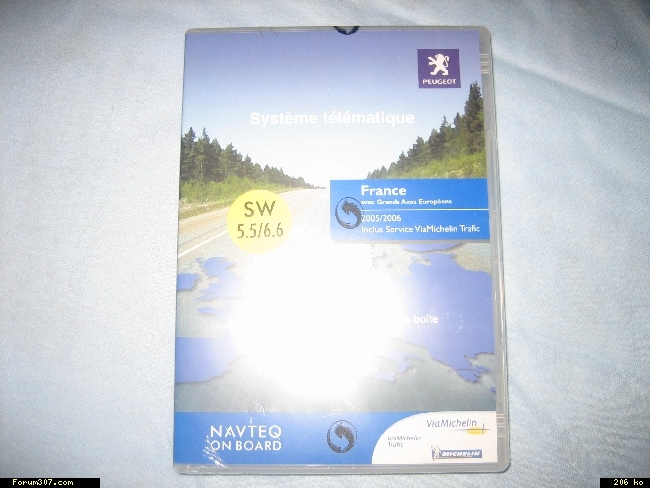 PEUGEOT
Système télématique
France
avec Grands Axes Européens
2005/2006
Inclus Service ViaMichelin Trafic
SW
5.5/6.6
boîte
NAVTEQ
ON BOARD
ViaMichelin
Trafic
ViaMichelin
MICHELIN
Forum307.com
206 ko